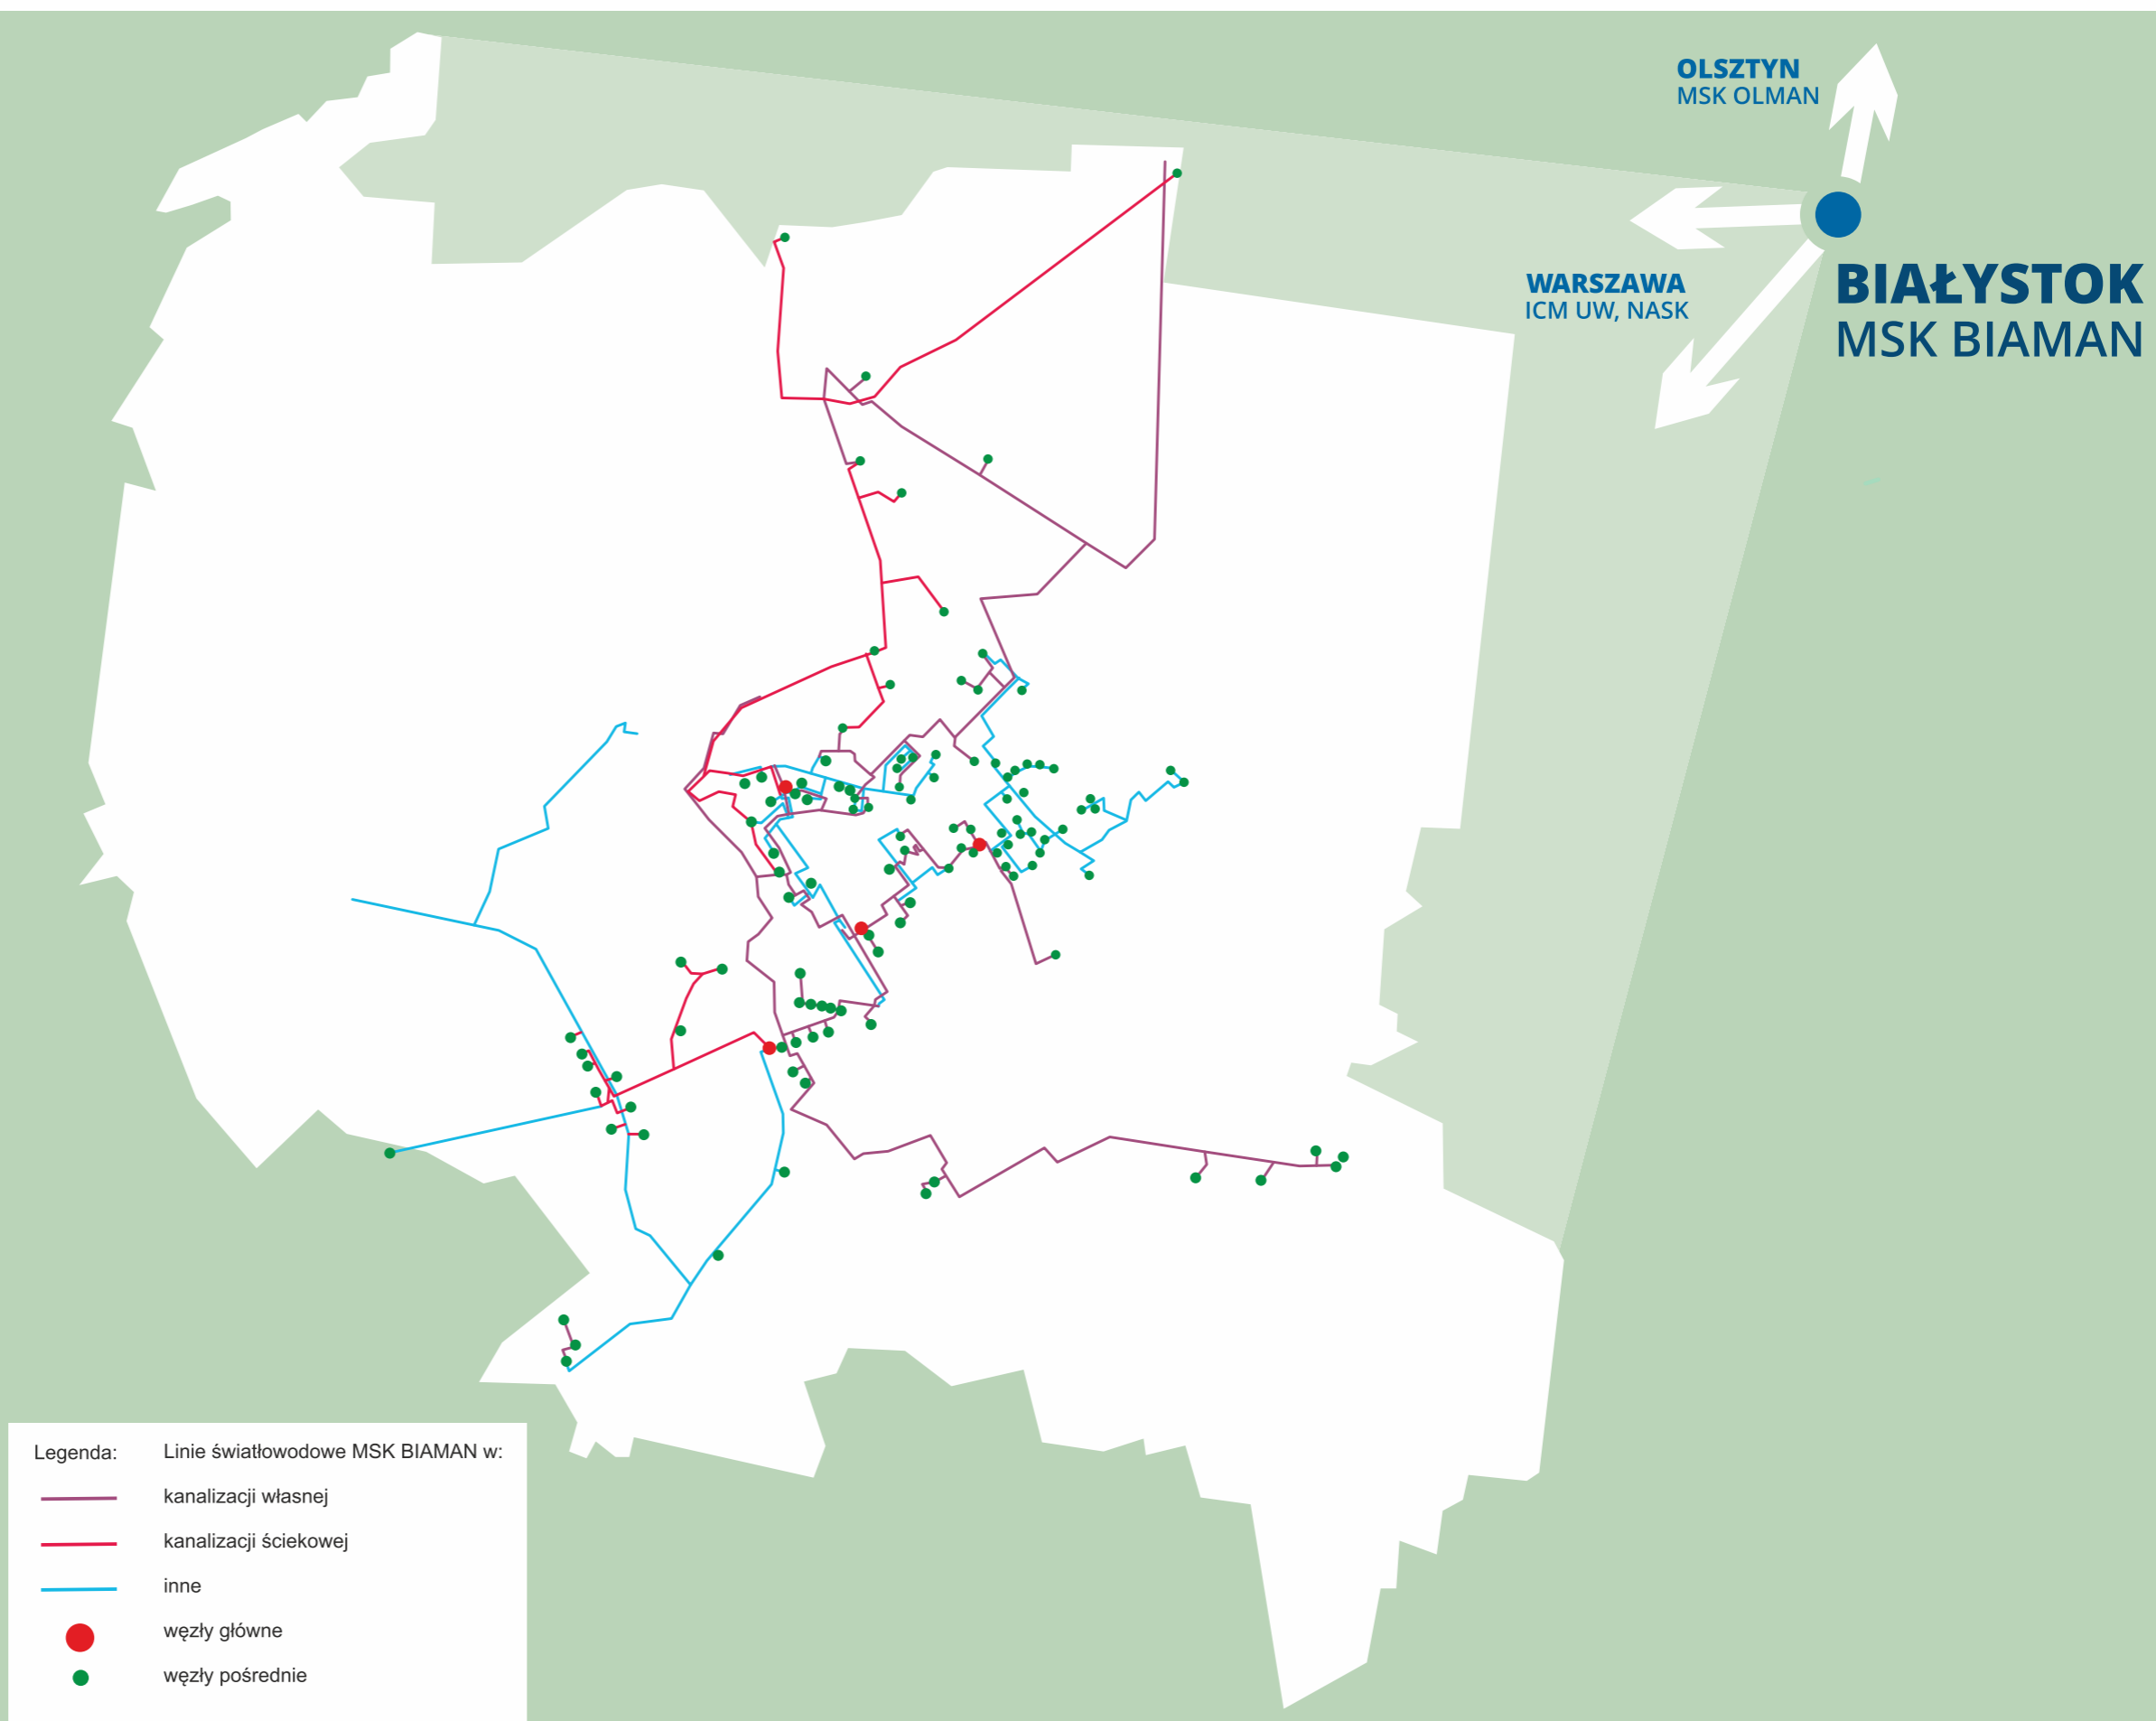 OLSZTYN
MSK OLMAN
WARSZAWA
ICM UW, NASK
BIAŁYSTOK
MSK BIAMAN
Legenda: Linie światłowodowe MSK BIAMAN w:
kanalizacji własnej
kanalizacji ściekowej
inne
węzły główne
węzły pośrednie